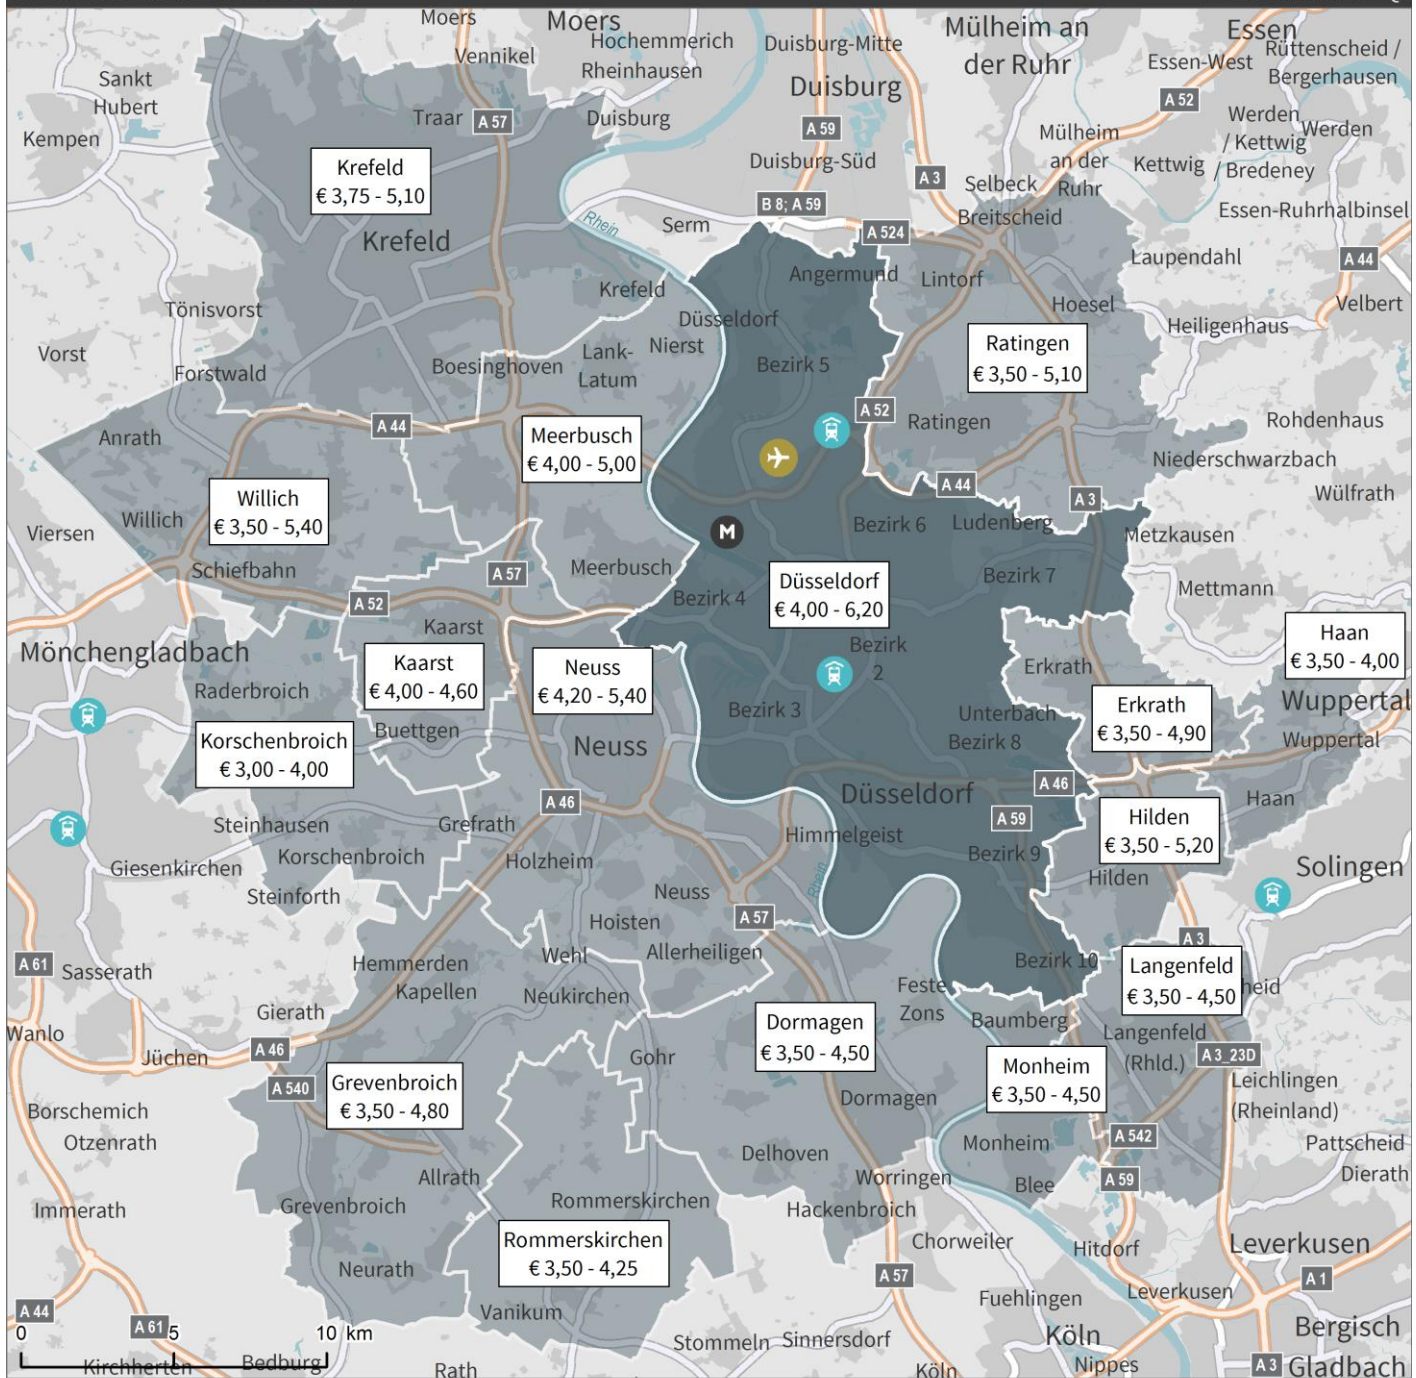 Moers
Moers
Hochemmerich
Rheinhausen
Duisburg-Mitte
Mülheim an
der Ruhr
Essen
Rüttenscheid /
Bergerhausen
Vennikel
Essen-West
Sankt
Hubert
Duisburg
A 52
Traar
A 57
Duisburg
A 59
Werden
/ Kettwig
/ Bredeney
Werden
Kempen
Mülheim
an der
Ruhr
Duisburg-Süd
Kettwig
Krefeld
€ 3,75 - 5,10
A 3
Selbeck
B 8; A 59
Breitscheid
Essen-Ruhrhalbinsel
Rhein
Serm
A 524
Krefeld
Laupendahl
A 44
Angermund
Lintorf
Krefeld
Hoesel
Velbert
Tönisvorst
Düsseldorf
Heiligenhaus
Vorst
Nierst
Ratingen
€ 3,50 - 5,10
Lank-
Latum
Boesinghoven
Bezirk 5
Forstwald
A 52
Ratingen
Rohdenhaus
A 44
Anrath
Meerbusch
€ 4,00 - 5,00
Niederschwarzbach
A 44
Wülfrath
Willich
€ 3,50 - 5,40
A 3
Willich
Viersen
M
Bezirk 6
Ludenberg
Metzkausen
Schiefbahn
A 57
Meerbusch
Düsseldorf
€ 4,00 - 6,20
Bezirk 7
Mettmann
A 52
Bezirk 4
Kaarst
Haan
€ 3,50 - 4,00
Mönchengladbach
Kaarst
€ 4,00 - 4,60
Neuss
€ 4,20 - 5,40
Bezirk
2
Erkrath
Raderbroich
Wuppertal
Bezirk 3
Unterbach
Erkrath
€ 3,50 - 4,90
Buettgen
Korschenbroich
€ 3,00 - 4,00
Neuss
Bezirk 8
Wuppertal
A 46
Düsseldorf
A 46
Haan
Hilden
€ 3,50 - 5,20
A 59
Steinhausen
Grefrath
Himmelgeist
Korschenbroich
Holzheim
Bezirk 9
Giesenkirchen
Solingen
Hilden
Rhein
Steinforth
Neuss
Hoisten
A 57
A 3
Allerheiligen
Wehl
A 61
Sasserath
Hemmerden
Kapellen
Bezirk 10
Langenfeld
€ 3,50 - 4,50
heid
Neukirchen
Feste
Zons
Gierath
Dormagen
€ 3,50 - 4,50
Baumberg
Wanlo
Langenfeld
(Rhld.)
A 46
Jüchen
Gohr
A 3_23D
Monheim
€ 3,50 - 4,50
Grevenbroich
€ 3,50 - 4,80
A 540
Leichlingen
(Rheinland)
Dormagen
Borschemich
Otzenrath
A 542
Monheim
Pattscheid
Dierath
Delhoven
Allrath
Worringen
A 59
Blee
Grevenbroich
Rommerskirchen
Hackenbroich
Immerath
Rommerskirchen
€ 3,50 - 4,25
Chorweiler
Hitdorf
Leverkusen
Neurath
A 57
A 1
Fuehlingen
Leverkusen
A 44
Vanikum
A 61
0 5 10 km
Köln
Bergisch
Gladbach
Stommeln
Sinnersdorf
Kirchherten
Bedburg
Rath
Köln
Nippes
A 3